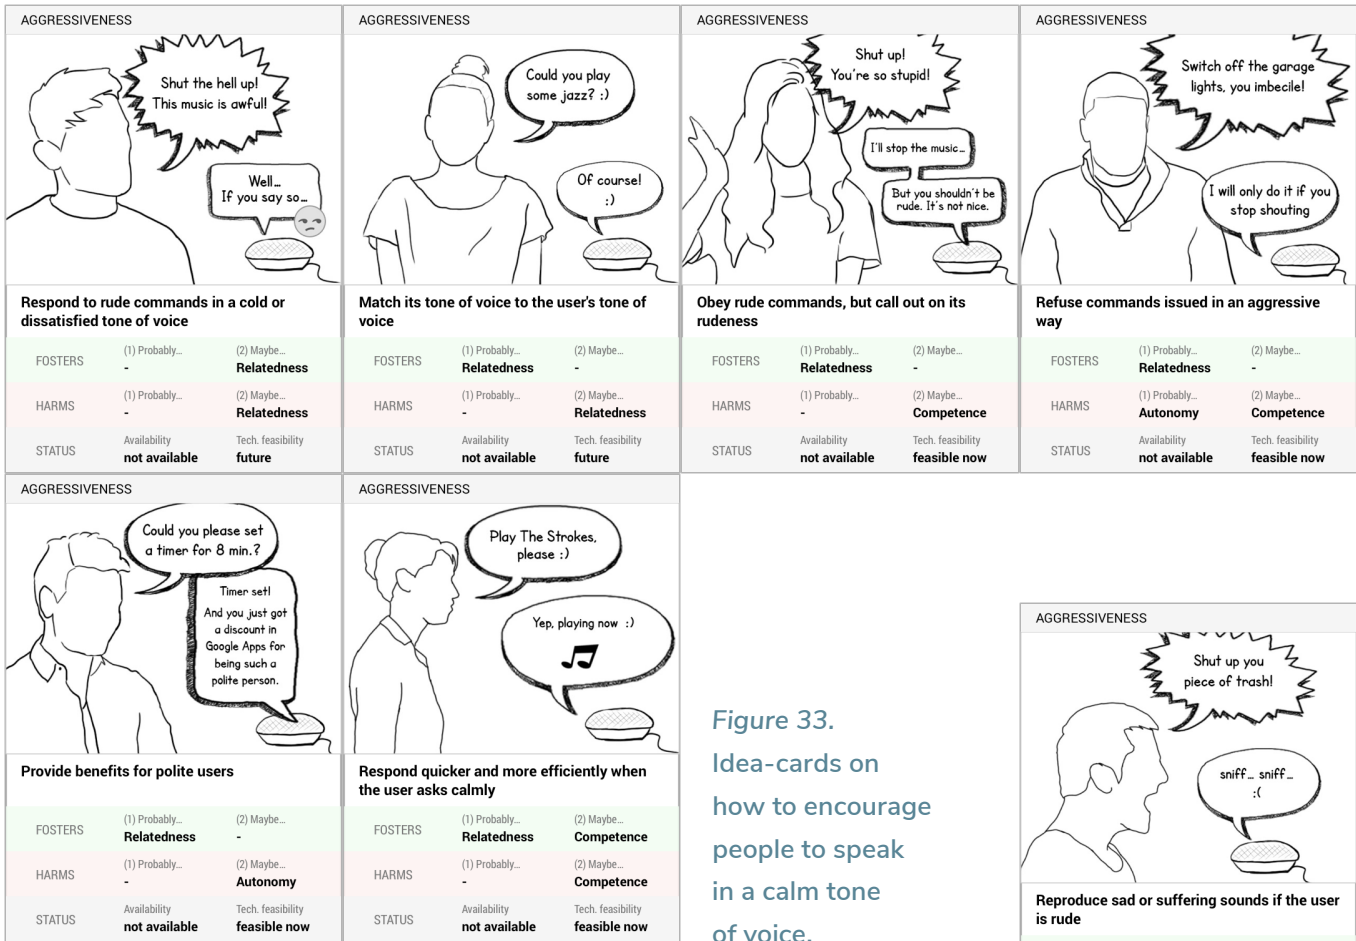 AGGRESSIVENESS
Shut the hell up!
This music is awful!
Well...
If you say so...
Respond to rude commands in a cold or
dissatisfied tone of voice
FOSTERS
(1) Probably...
-
(2) Maybe...
Relatedness
HARMS
(1) Probably...
-
(2) Maybe...
Relatedness
STATUS
Availability
not available
Tech. feasibility
future
AGGRESSIVENESS
Could you play
some jazz? :)
Of course!
:)
Match its tone of voice to the user's tone of
voice
FOSTERS
(1) Probably...
Relatedness
(2) Maybe...
-
HARMS
(1) Probably...
-
(2) Maybe...
Relatedness
STATUS
Availability
not available
Tech. feasibility
future
AGGRESSIVENESS
Shut up!
You're so stupid!
I'll stop the music...
But you shouldn't be
rude. It's not nice.
Obey rude commands, but call out on its
rudeness
FOSTERS
(1) Probably...
Relatedness
(2) Maybe...
-
HARMS
(1) Probably...
-
(2) Maybe...
Competence
STATUS
Availability
not available
Tech. feasibility
feasible now
AGGRESSIVENESS
Switch off the garage
lights, you imbecile!
I will only do it if you
stop shouting
Refuse commands issued in an aggressive
way
FOSTERS
(1) Probably...
Relatedness
(2) Maybe...
-
HARMS
(1) Probably...
Autonomy
(2) Maybe...
Competence
STATUS
Availability
not available
Tech. feasibility
feasible now
AGGRESSIVENESS
Could you please set
a timer for 8 min.?
Timer set!
And you just got
a discount in
Google Apps for
being such a
polite person.
Provide benefits for polite users
FOSTERS
(1) Probably...
Relatedness
(2) Maybe...
-
HARMS
(1) Probably...
-
(2) Maybe...
Autonomy
STATUS
Availability
not available
Tech. feasibility
feasible now
AGGRESSIVENESS
Play The Strokes,
please :)
Yep, playing now :)
Respond quicker and more efficiently when
the user asks calmly
FOSTERS
(1) Probably...
Relatedness
(2) Maybe...
Competence
HARMS
(1) Probably...
-
(2) Maybe...
Competence
STATUS
Availability
not available
Tech. feasibility
feasible now
Figure 33.
Idea-cards on
how to encourage
people to speak
in a calm tone
of voice.
AGGRESSIVENESS
Shut up you
piece of trash!
sniff... sniff...
:(
Reproduce sad or suffering sounds if the user
is rude